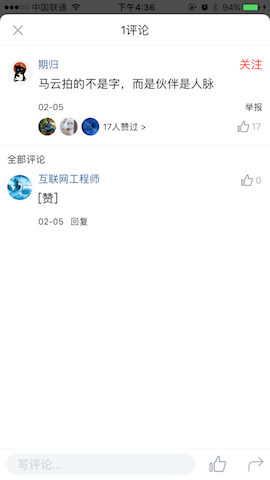 中国联通 下午4:36 94%
1评论
期归 关注
马云拍的不是字，而是伙伴是人脉
02-05 举报
17人赞过 > 17
全部评论
互联网工程师 0
[赞]
02-05 回复
写评论...